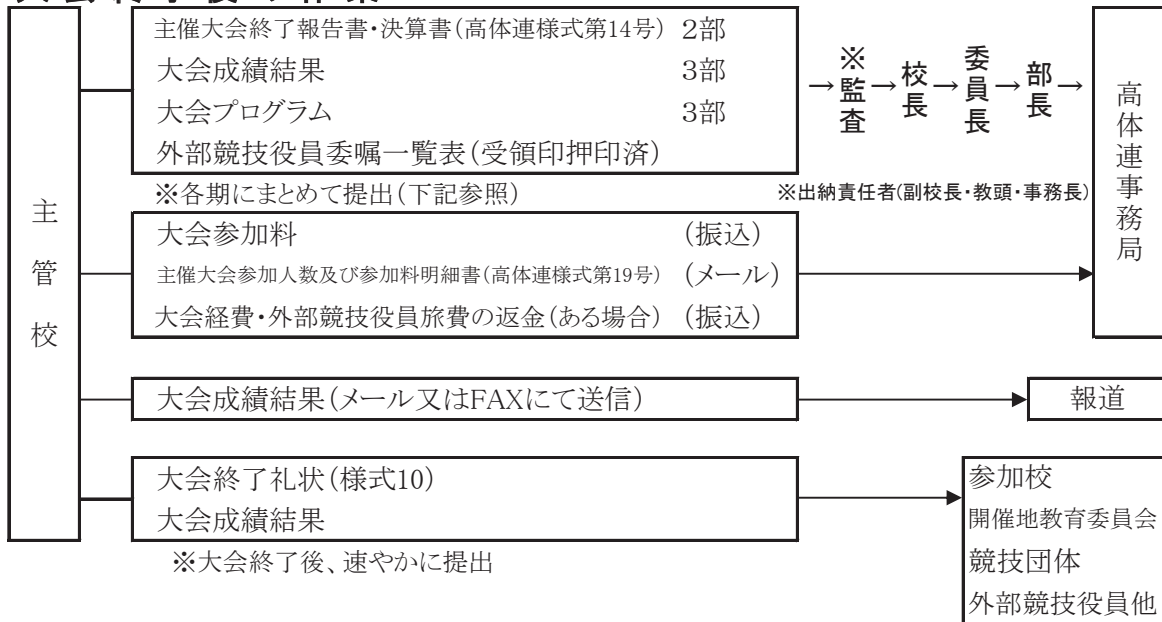 主管校
主催大会終了報告書・決算書(高体連様式第14号) 2部
大会成績結果 3部
大会プログラム 3部
外部競技役員委嘱一覧表(受領印押印済)
→※監査→校長→委員長→部長→
高体連事務局
※各期にまとめて提出(下記参照)
※出納責任者(副校長・教頭・事務長)
大会参加料 (振込)
主催大会参加人数及び参加料明細書(高体連様式第19号) (メール)
大会経費・外部競技役員旅費の返金(ある場合) (振込)
大会成績結果(メール又はFAXにて送信)
報道
大会終了礼状(様式10)
大会成績結果
※大会終了後、速やかに提出
参加校
開催地教育委員会
競技団体
外部競技役員他